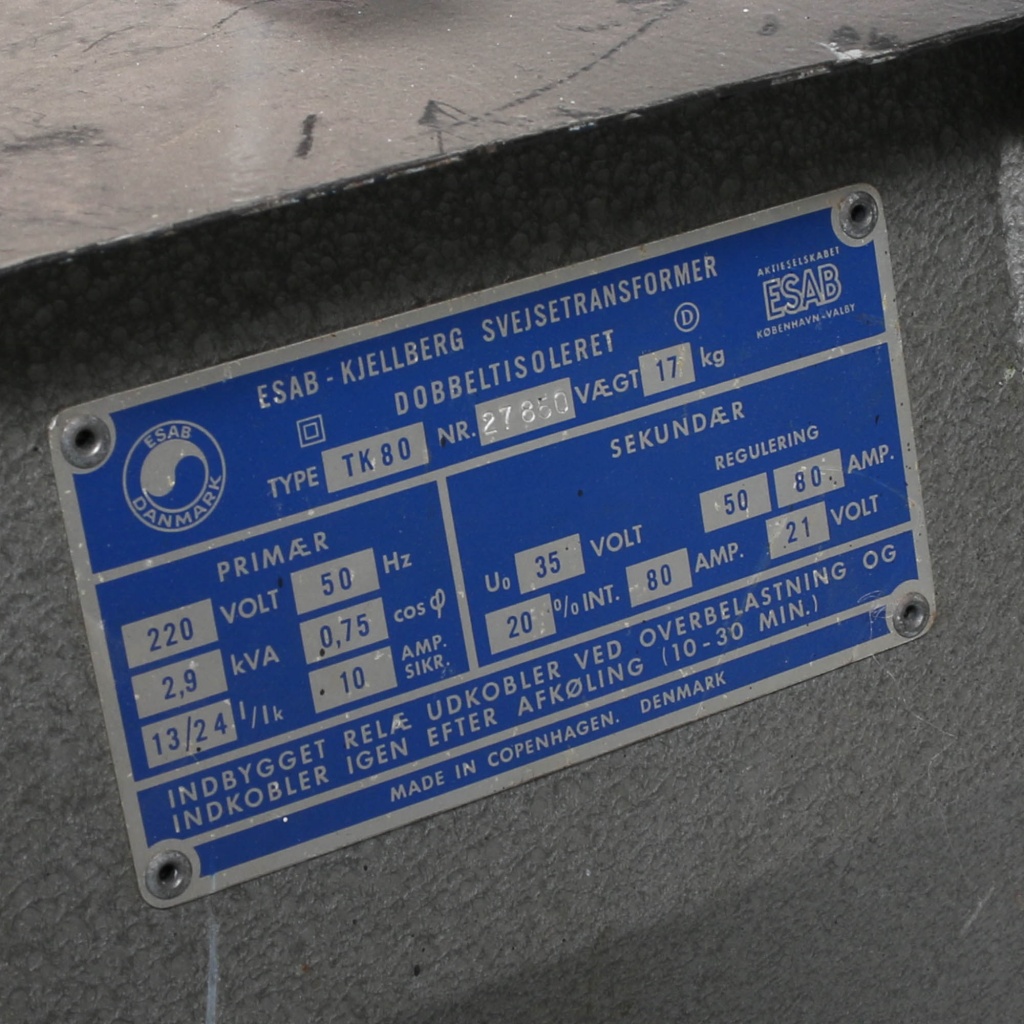 ESAB - KJELLBERG SVEJSETRANSFORMER
DOBBELTISOLERET D
AKTIESELSKABET
ESAB
KØBENHAVN-VALBY
ESAB
DANMARK
TYPE TK 80 NR. 27850 VÆGT 17 kg
PRIMÆR
220 VOLT 50 Hz
2,9 kVA 0,75 cos φ
13/24 I/Ik 10 AMP. SIKR.
SEKUNDÆR
REGULERING
50 80 AMP.
U0 35 VOLT
20 % INT. 80 AMP. 21 VOLT
INDBYGGET RELÆ UDKOBLER VED OVERBELASTNING OG
INDKOBLER IGEN EFTER AFKØLING (10-30 MIN.)
MADE IN COPENHAGEN. DENMARK